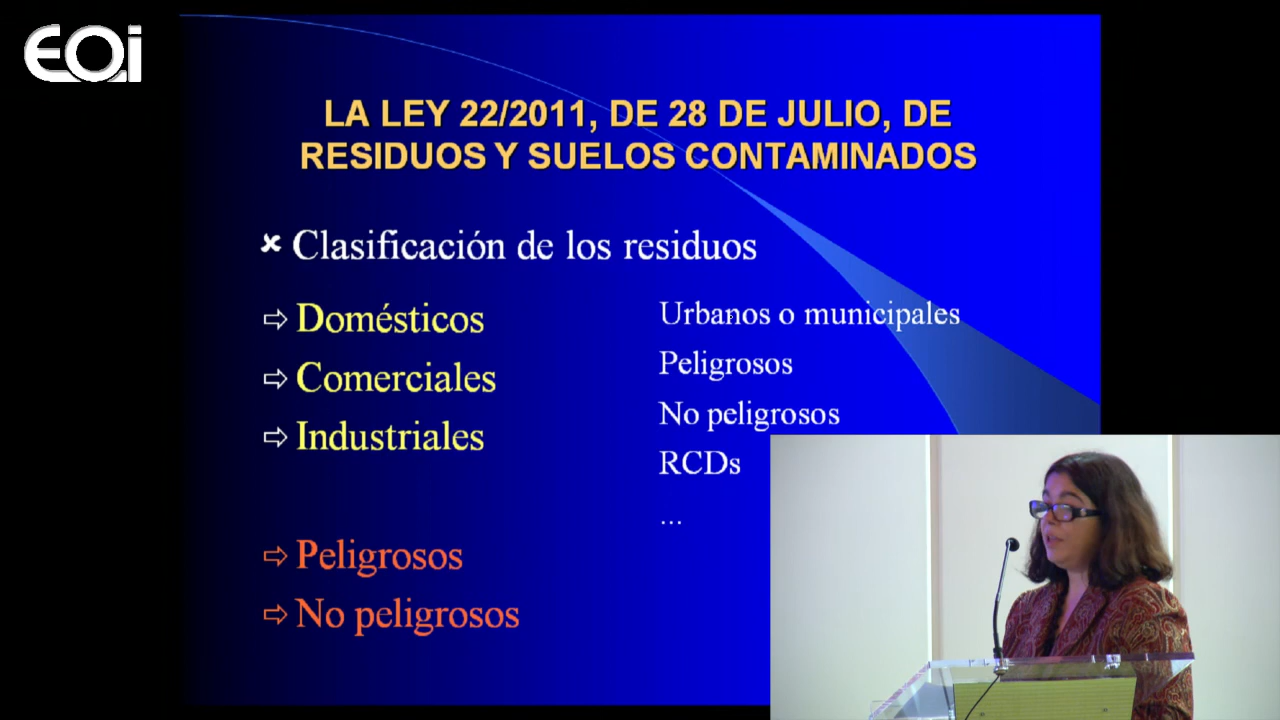 EOi
LA LEY 22/2011, DE 28 DE JULIO, DE
RESIDUOS Y SUELOS CONTAMINADOS
Clasificación de los residuos
Domésticos
Comerciales
Industriales
Peligrosos
No peligrosos
Urbanos o municipales
Peligrosos
No peligrosos
RCDs
...